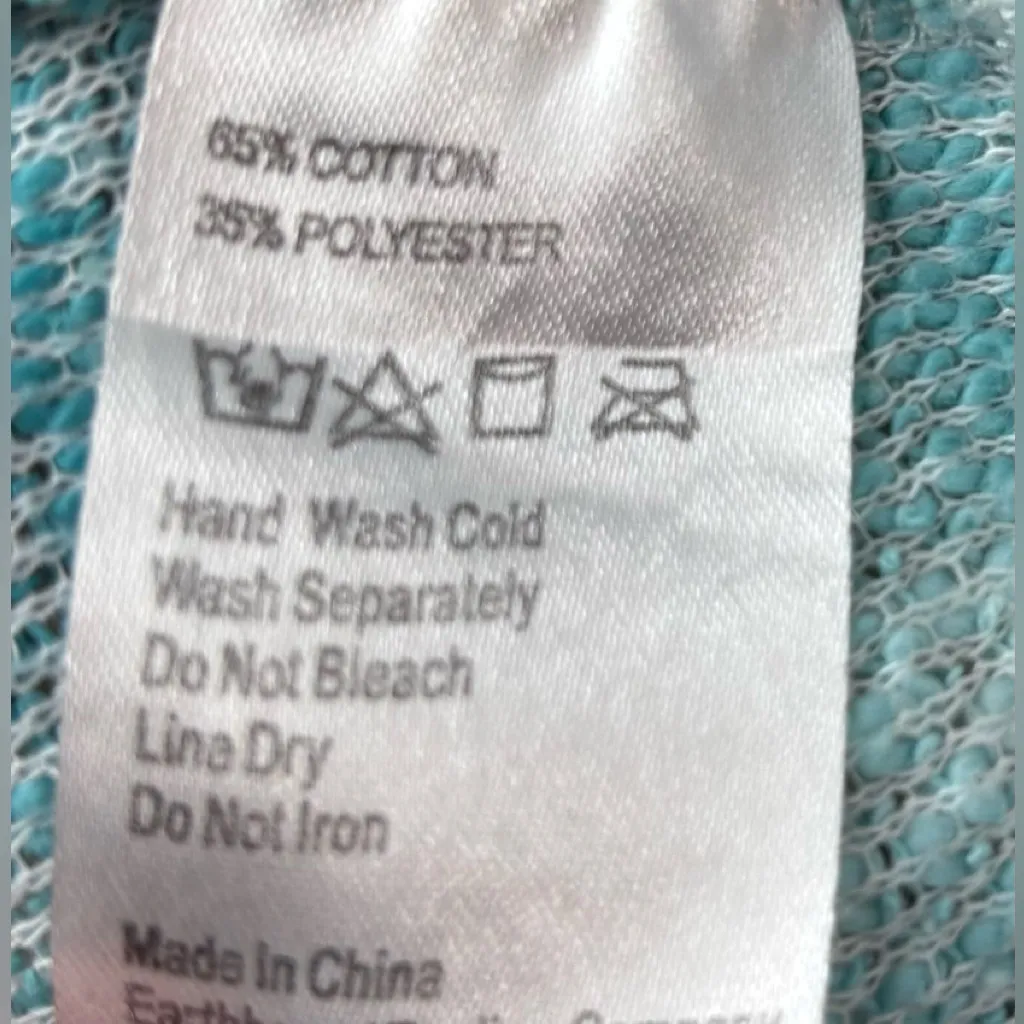 65% COTTON
35% POLYESTER
Hand Wash Cold
Wash Separately
Do Not Bleach
Line Dry
Do Not Iron
Made in China